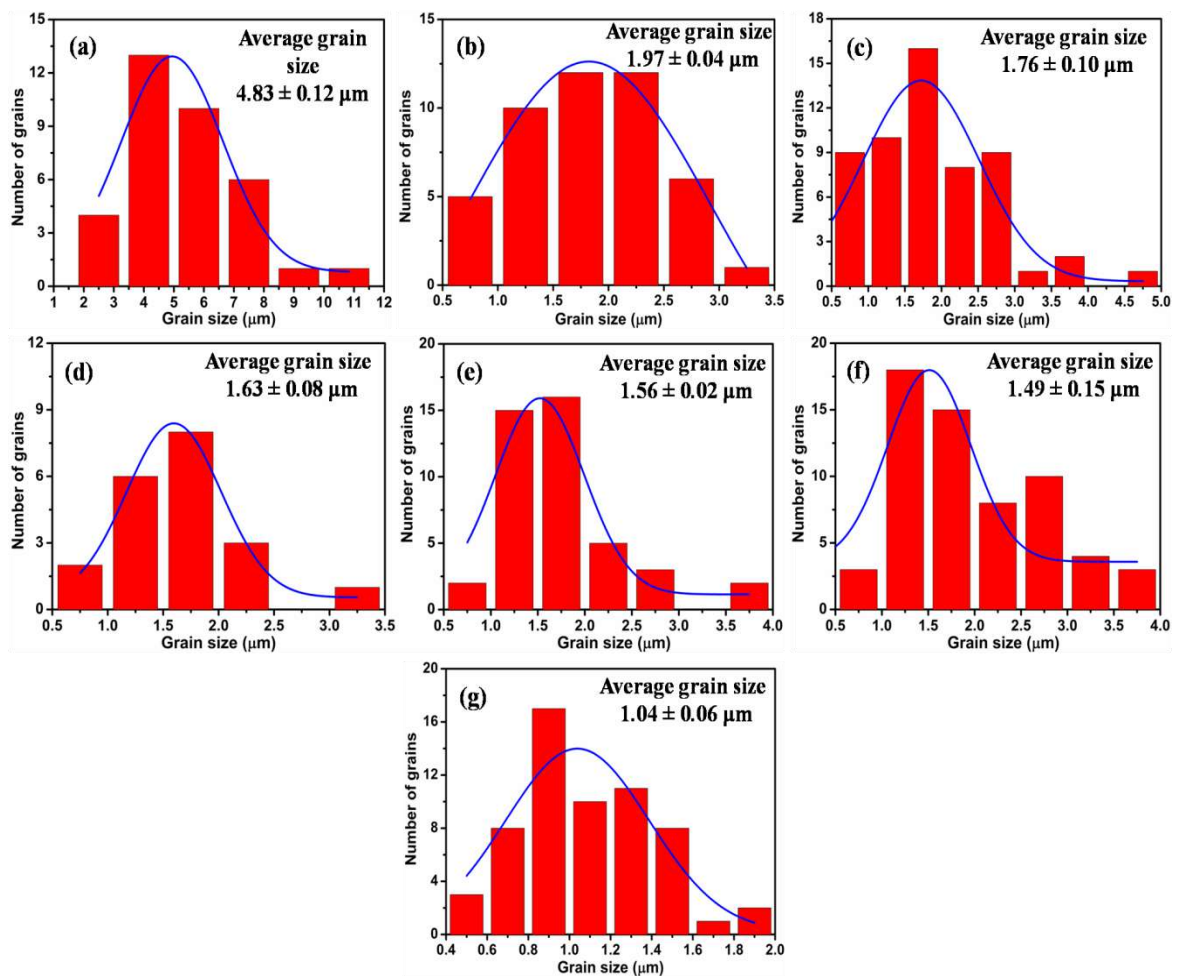 (a)
Average grain
size
4.83 ± 0.12 μm
Number of grains
15
12
9
6
3
0
1 2 3 4 5 6 7 8 9 10 11 12
Grain size (μm)
(b)
Average grain size
1.97 ± 0.04 μm
Number of grains
15
10
5
0
0.5 1.0 1.5 2.0 2.5 3.0 3.5
Grain size (μm)
(c)
Average grain size
1.76 ± 0.10 μm
Number of grains
18
15
12
9
6
3
0
0.5 1.0 1.5 2.0 2.5 3.0 3.5 4.0 4.5 5.0
Grain size (μm)
(d)
Average grain size
1.63 ± 0.08 μm
Number of grains
12
9
6
3
0
0.5 1.0 1.5 2.0 2.5 3.0 3.5
Grain size (μm)
(e)
Average grain size
1.56 ± 0.02 μm
Number of grains
20
15
10
5
0
0.5 1.0 1.5 2.0 2.5 3.0 3.5 4.0
Grain size (μm)
(f)
Average grain size
1.49 ± 0.15 μm
Number of grains
20
15
10
5
0
0.5 1.0 1.5 2.0 2.5 3.0 3.5 4.0
Grain size (μm)
(g)
Average grain size
1.04 ± 0.06 μm
Number of grains
20
18
16
14
12
10
8
6
4
2
0
0.4 0.6 0.8 1.0 1.2 1.4 1.6 1.8 2.0
Grain size (μm)